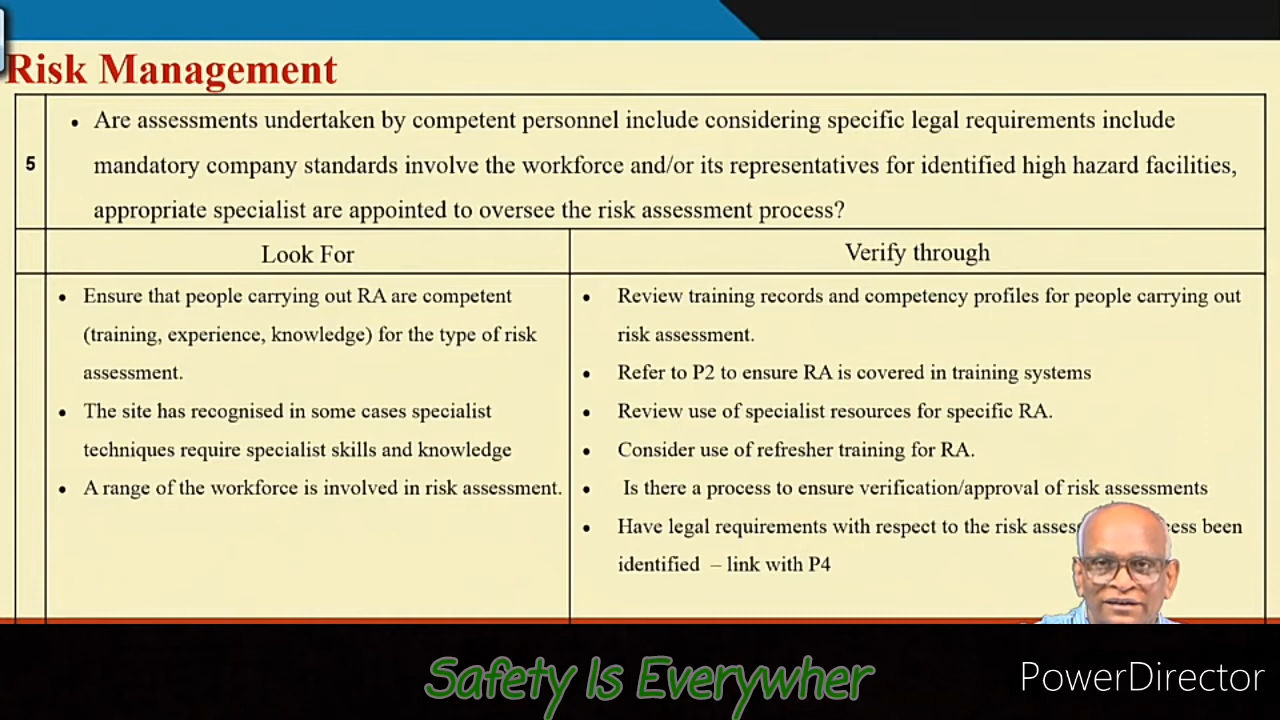 Risk Management
5
• Are assessments undertaken by competent personnel include considering specific legal requirements include
mandatory company standards involve the workforce and/or its representatives for identified high hazard facilities,
appropriate specialist are appointed to oversee the risk assessment process?
Look For
Verify through
• Ensure that people carrying out RA are competent
(training, experience, knowledge) for the type of risk
assessment.
• The site has recognised in some cases specialist
techniques require specialist skills and knowledge
• A range of the workforce is involved in risk assessment.
• Review training records and competency profiles for people carrying out
risk assessment.
• Refer to P2 to ensure RA is covered in training systems
• Review use of specialist resources for specific RA.
• Consider use of refresher training for RA.
• Is there a process to ensure verification/approval of risk assessments
• Have legal requirements with respect to the risk been
identified – link with P4
Safety Is Everywher
PowerDirector